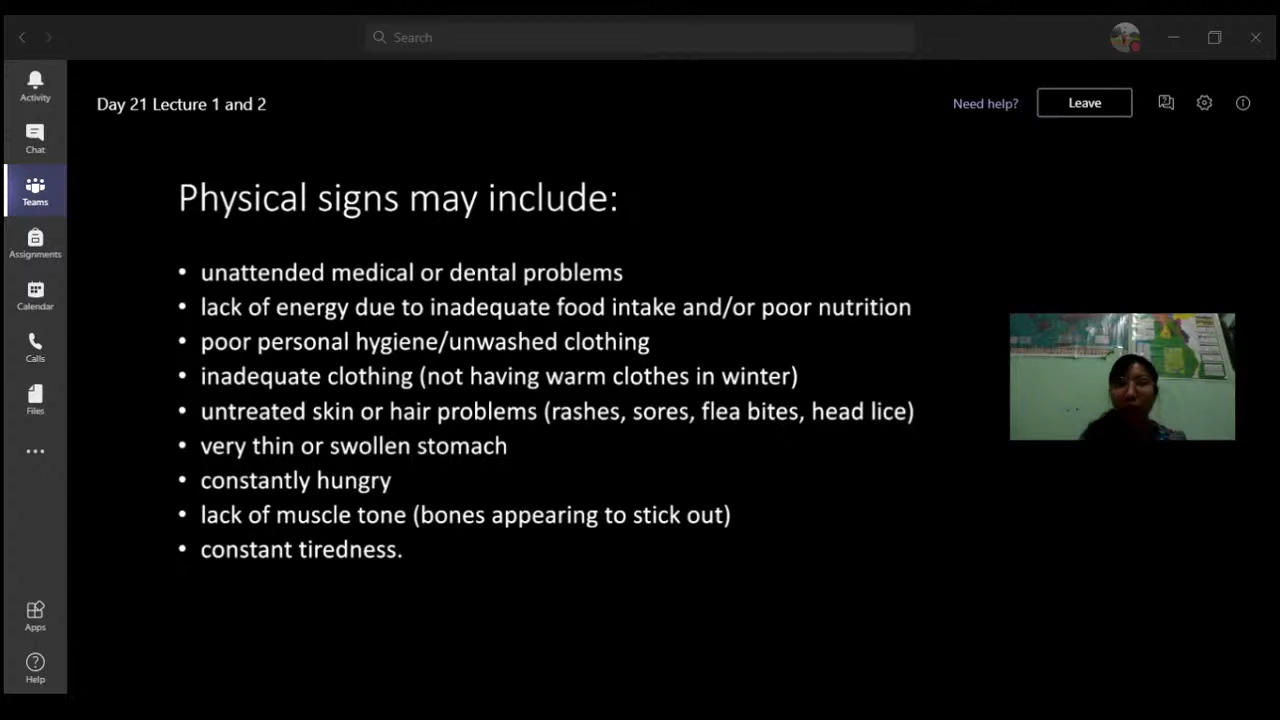 Search
Activity
Chat
Teams
Assignments
Calendar
Calls
Files
Apps
Help
Day 21 Lecture 1 and 2
Need help?
Leave
Physical signs may include:
• unattended medical or dental problems
• lack of energy due to inadequate food intake and/or poor nutrition
• poor personal hygiene/unwashed clothing
• inadequate clothing (not having warm clothes in winter)
• untreated skin or hair problems (rashes, sores, flea bites, head lice)
• very thin or swollen stomach
• constantly hungry
• lack of muscle tone (bones appearing to stick out)
• constant tiredness.